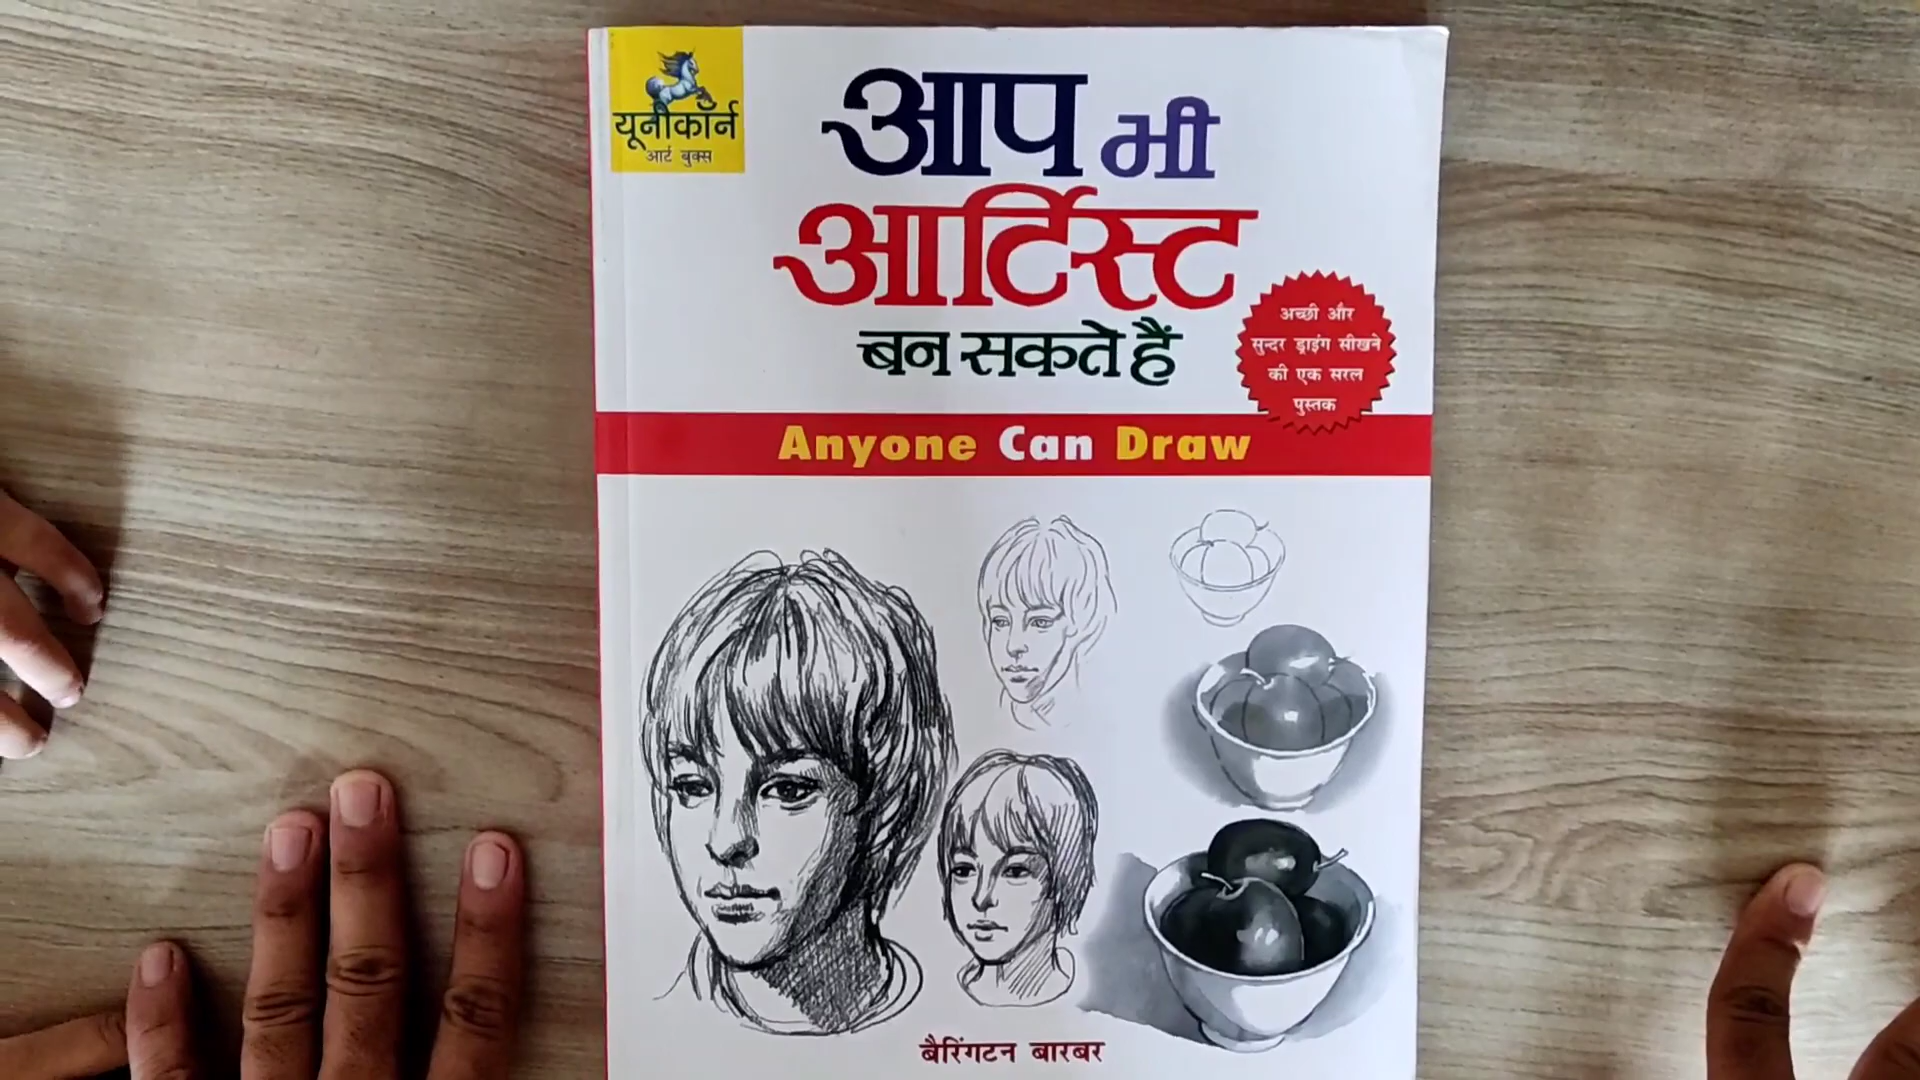 यूनीकॉर्न
आर्ट बुक्स
आप भी
आर्टिस्ट
बन सकते हैं
अच्छी और
सुन्दर ड्राइंग सीखने
की एक सरल
पुस्तक
Anyone Can Draw
बैरिंगटन बारबर